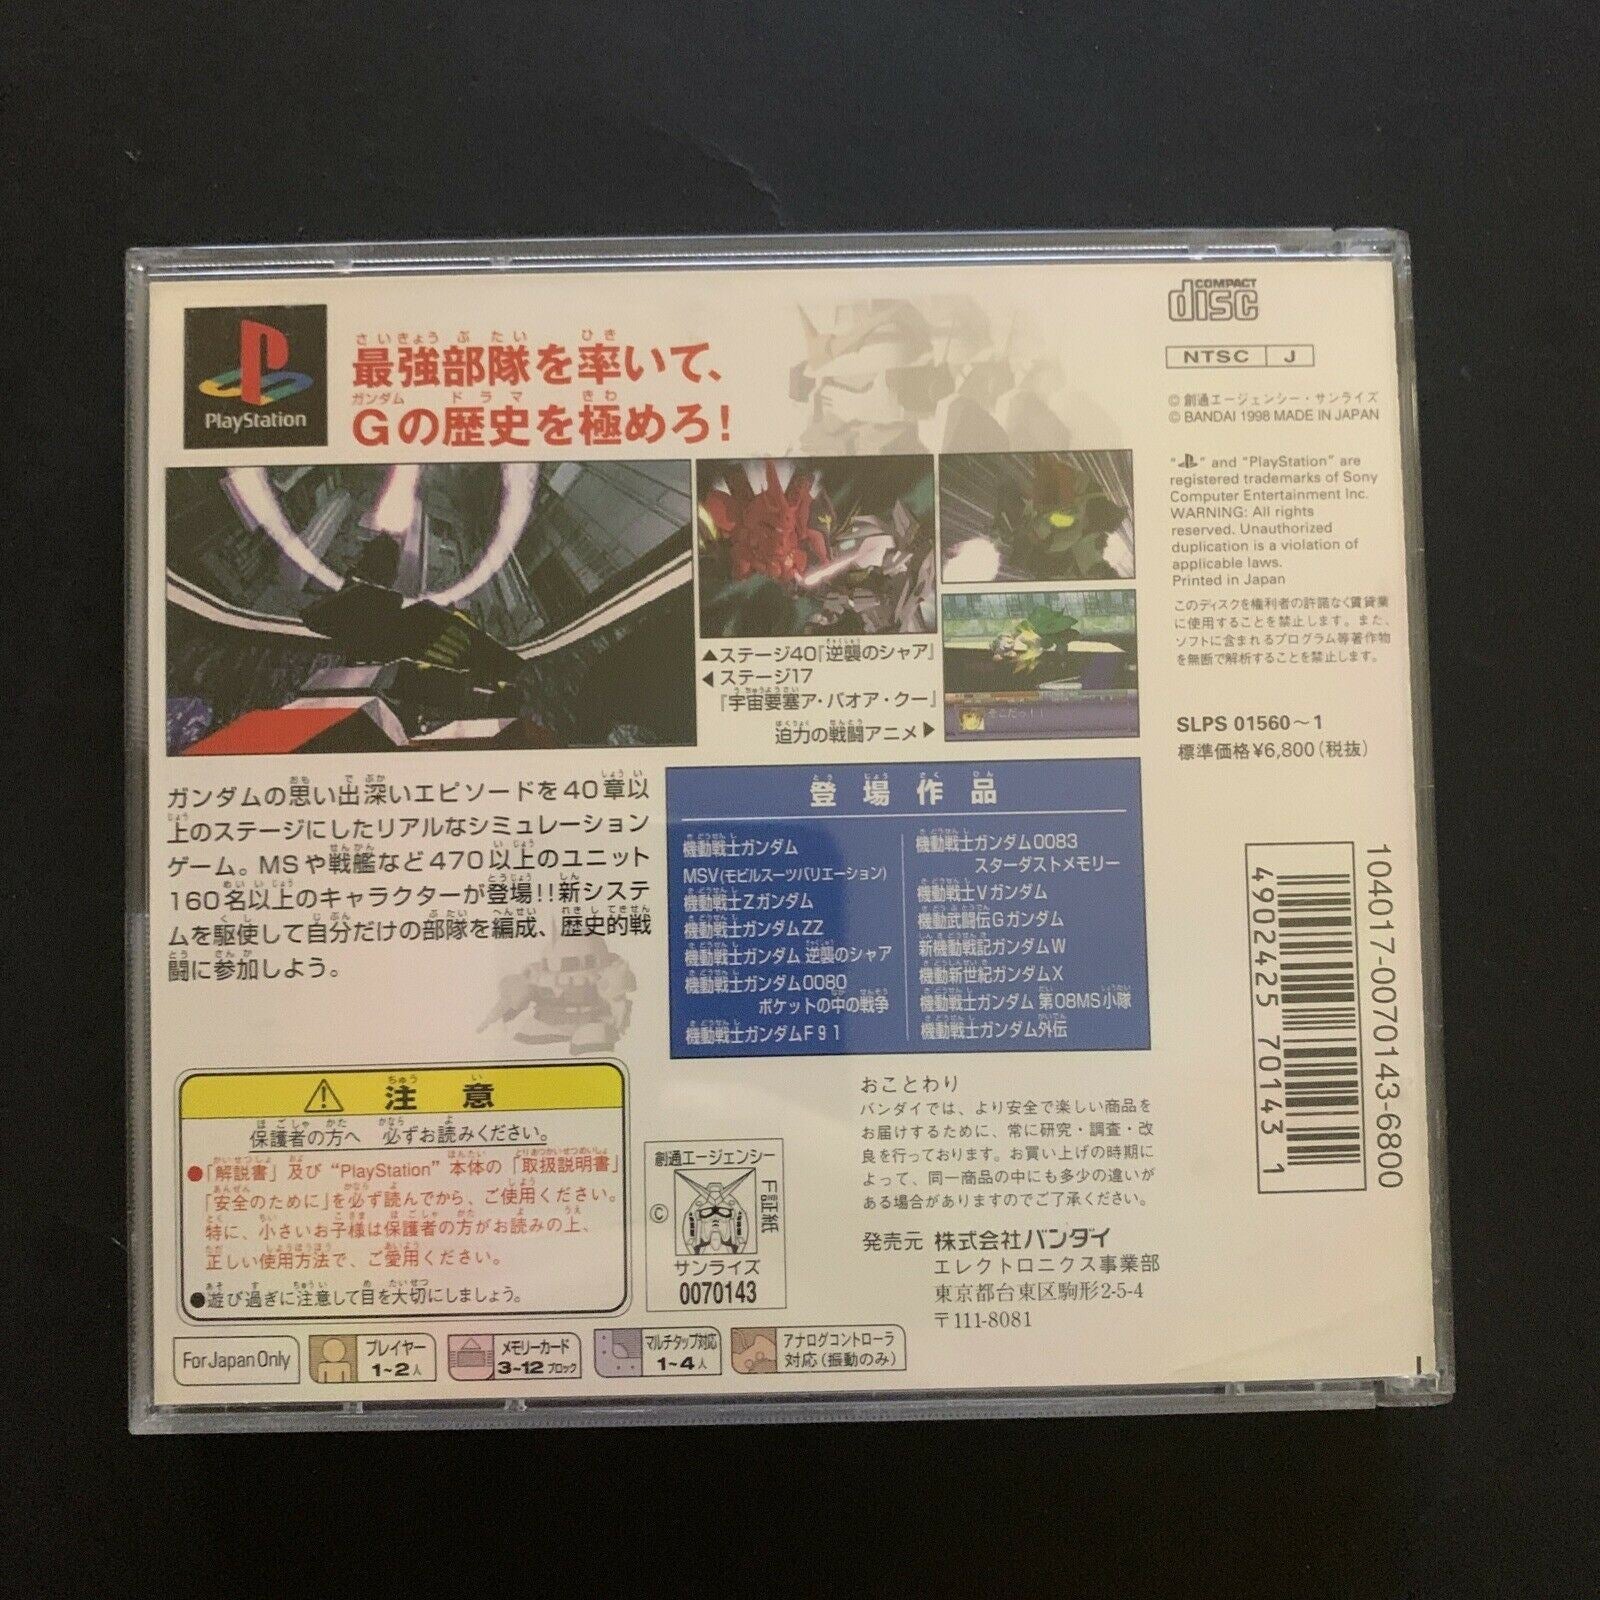 PlayStation
さいきょう ぶたい ひき
最強部隊を率いて、
ガンダム ドラマ きわ
Gの歴史を極めろ!
COMPACT
disc
NTSC J
© 創通エージェンシー・サンライズ
© BANDAI 1998 MADE IN JAPAN
" " and "PlayStation" are
registered trademarks of Sony
Computer Entertainment Inc.
WARNING: All rights
reserved. Unauthorized
duplication is a violation of
applicable laws.
Printed in Japan
このディスクを権利者の許諾なく賃貸業
に使用することを禁止します。また、
ソフトに含まれるプログラム等著作物
を無断で解析することを禁止します。
SLPS 01560~1
標準価格¥6,800(税抜)
▲ステージ40『逆襲のシャア』
◀ステージ17
『宇宙要塞ア・バオア・クー』
迫力の戦闘アニメ▶
ガンダムの思い出深いエピソードを40章以
上のステージにしたリアルなシミュレーション
ゲーム。MSや戦艦など470以上のユニット
160名以上のキャラクターが登場!!新システ
ムを駆使して自分だけの部隊を編成、歴史的戦
闘に参加しよう。
とうじょうさくひん
登場作品
機動戦士ガンダム
MSV(モビルスーツバリエーション)
機動戦士Zガンダム
機動戦士ガンダムZZ
機動戦士ガンダム 逆襲のシャア
機動戦士ガンダム0080
ポケットの中の戦争
機動戦士ガンダムF91
機動戦士ガンダム0083
スターダストメモリー
機動戦士Vガンダム
機動武闘伝Gガンダム
新機動戦記ガンダムW
機動新世紀ガンダムX
機動戦士ガンダム 第08MS小隊
機動戦士ガンダム外伝
104017-0070143-6800
4902425 70143 1
ちゅうい
注意
保護者の方へ 必ずお読みください。
●「解説書」及び "PlayStation" 本体の「取扱説明書」
「安全のために」を必ず読んでから、ご使用ください。
特に、小さいお子様は保護者の方がお読みの上、
正しい使用方法で、ご愛用ください。
●遊び過ぎに注意して目を大切にしましょう。
創通エージェンシー
©
F証紙
サンライズ
0070143
おことわり
バンダイでは、より安全で楽しい商品を
お届けするために、常に研究・調査・改
良を行っております。お買い上げの時期に
よって、同一商品の中にも多少の違いが
ある場合がありますのでご了承ください。
発売元 株式会社バンダイ
エレクトロニクス事業部
東京都台東区駒形2-5-4
〒111-8081
For Japan Only
プレイヤー
1~2人
メモリーカード
3~12ブロック
マルチタップ対応
1~4人
アナログコントローラ
対応(振動のみ)